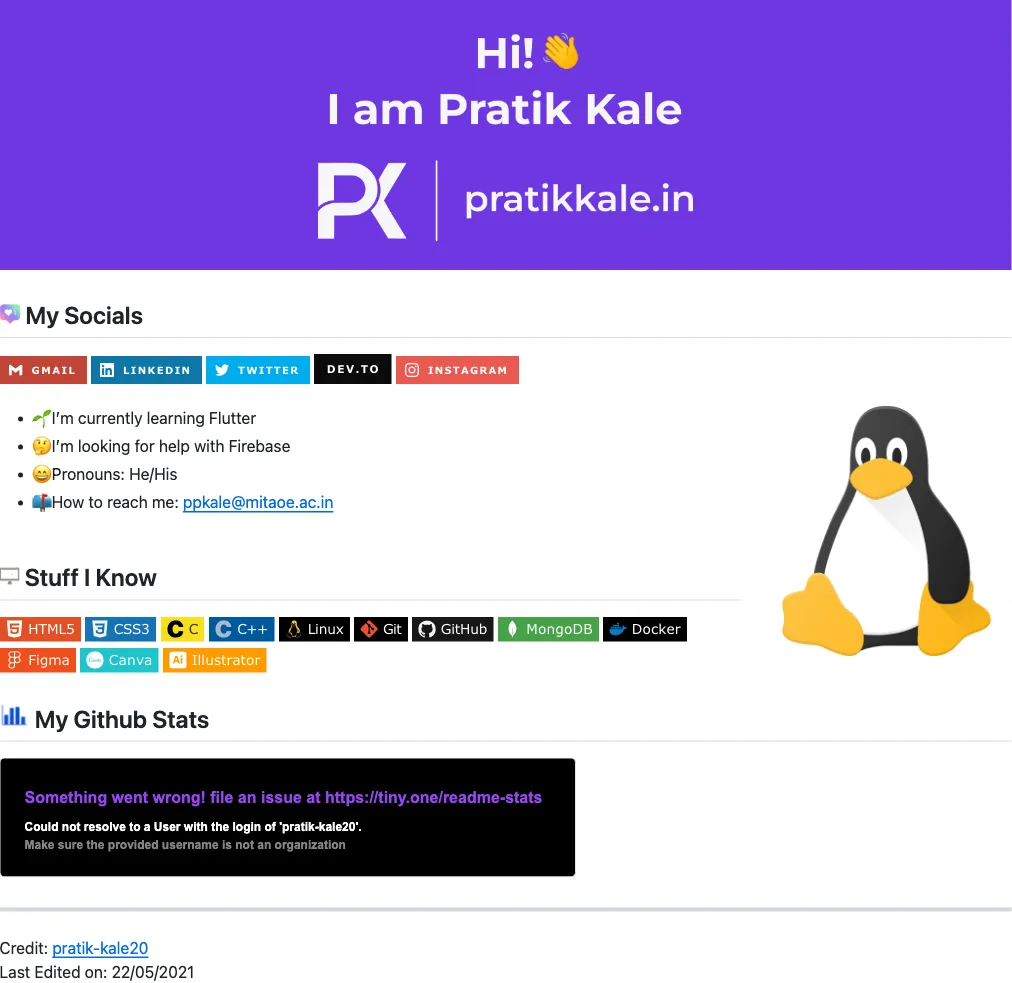 Hi! 👋
I am Pratik Kale
PK | pratikkale.in
My Socials
GMAIL LINKEDIN TWITTER DEV.TO INSTAGRAM
• 🌱I'm currently learning Flutter
• 🤔I'm looking for help with Firebase
• 😄Pronouns: He/His
• 📫How to reach me: ppkale@mitaoe.ac.in
Stuff I Know
HTML5 CSS3 C C++ Linux Git GitHub MongoDB Docker
Figma Canva Ai Illustrator
My Github Stats
Something went wrong! file an issue at https://tiny.one/readme-stats
Could not resolve to a User with the login of 'pratik-kale20'.
Make sure the provided username is not an organization
Credit: pratik-kale20
Last Edited on: 22/05/2021